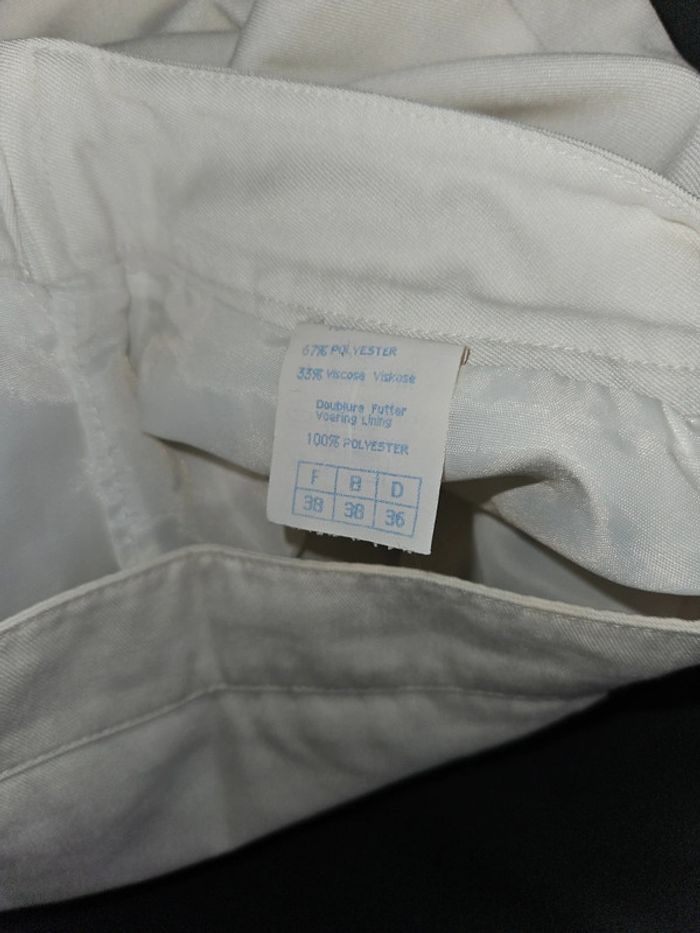 67% POLYESTER
33% Viscose Viskose
Doublure Futter
Voering Lining
100% POLYESTER
F B D
38 38 36